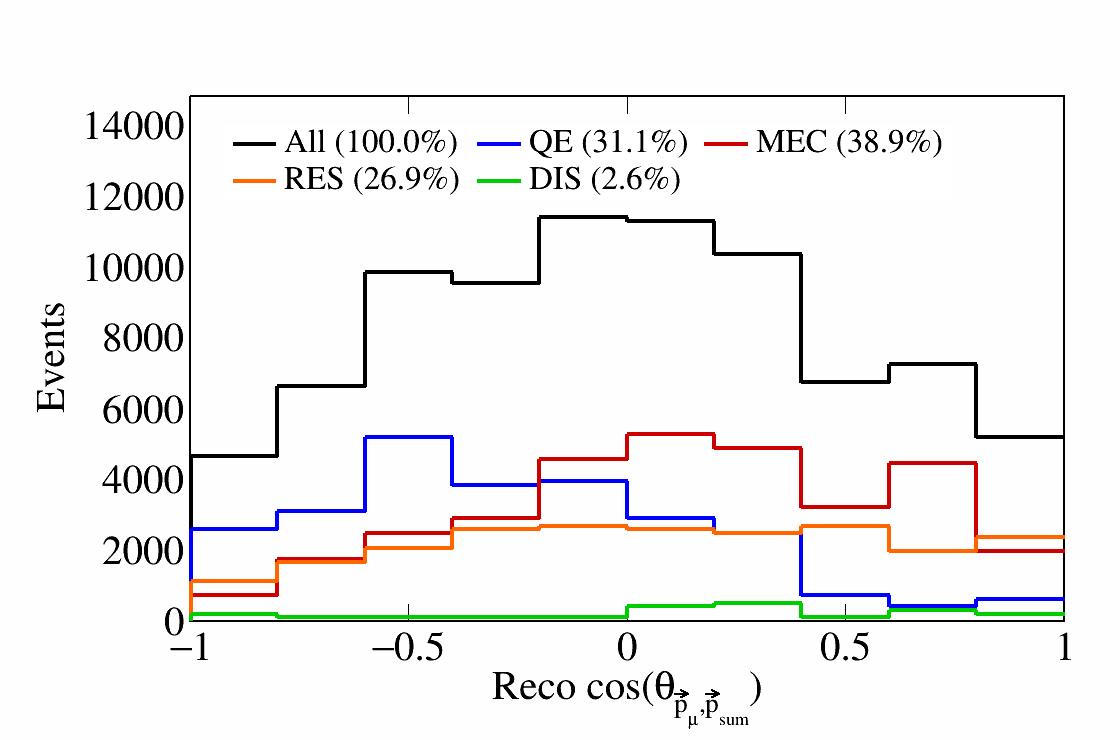 14000
12000
10000
8000
6000
4000
2000
0
Events
All (100.0%) QE (31.1%) MEC (38.9%)
RES (26.9%) DIS (2.6%)
−1 −0.5 0 0.5 1
Reco cos(θ p⃗μ,p⃗sum)